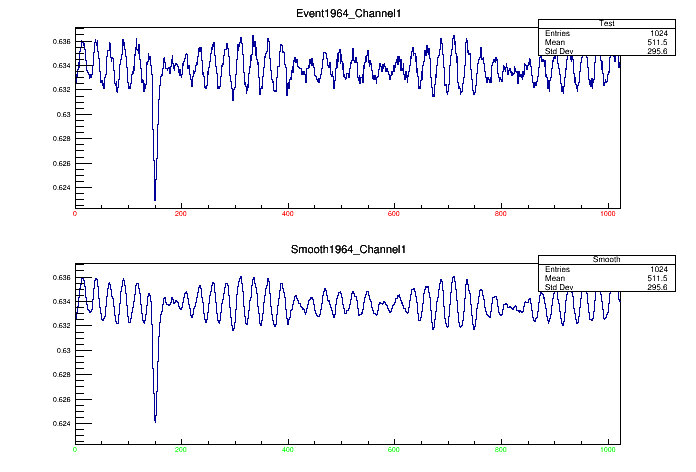 Event1964_Channel1
Test
Entries 1024
Mean 511.5
Std Dev 295.6
0.636
0.634
0.632
0.63
0.628
0.626
0.624
0 200 400 600 800 1000
Smooth1964_Channel1
Smooth
Entries 1024
Mean 511.5
Std Dev 295.6
0.636
0.634
0.632
0.63
0.628
0.626
0.624
0 200 400 600 800 1000